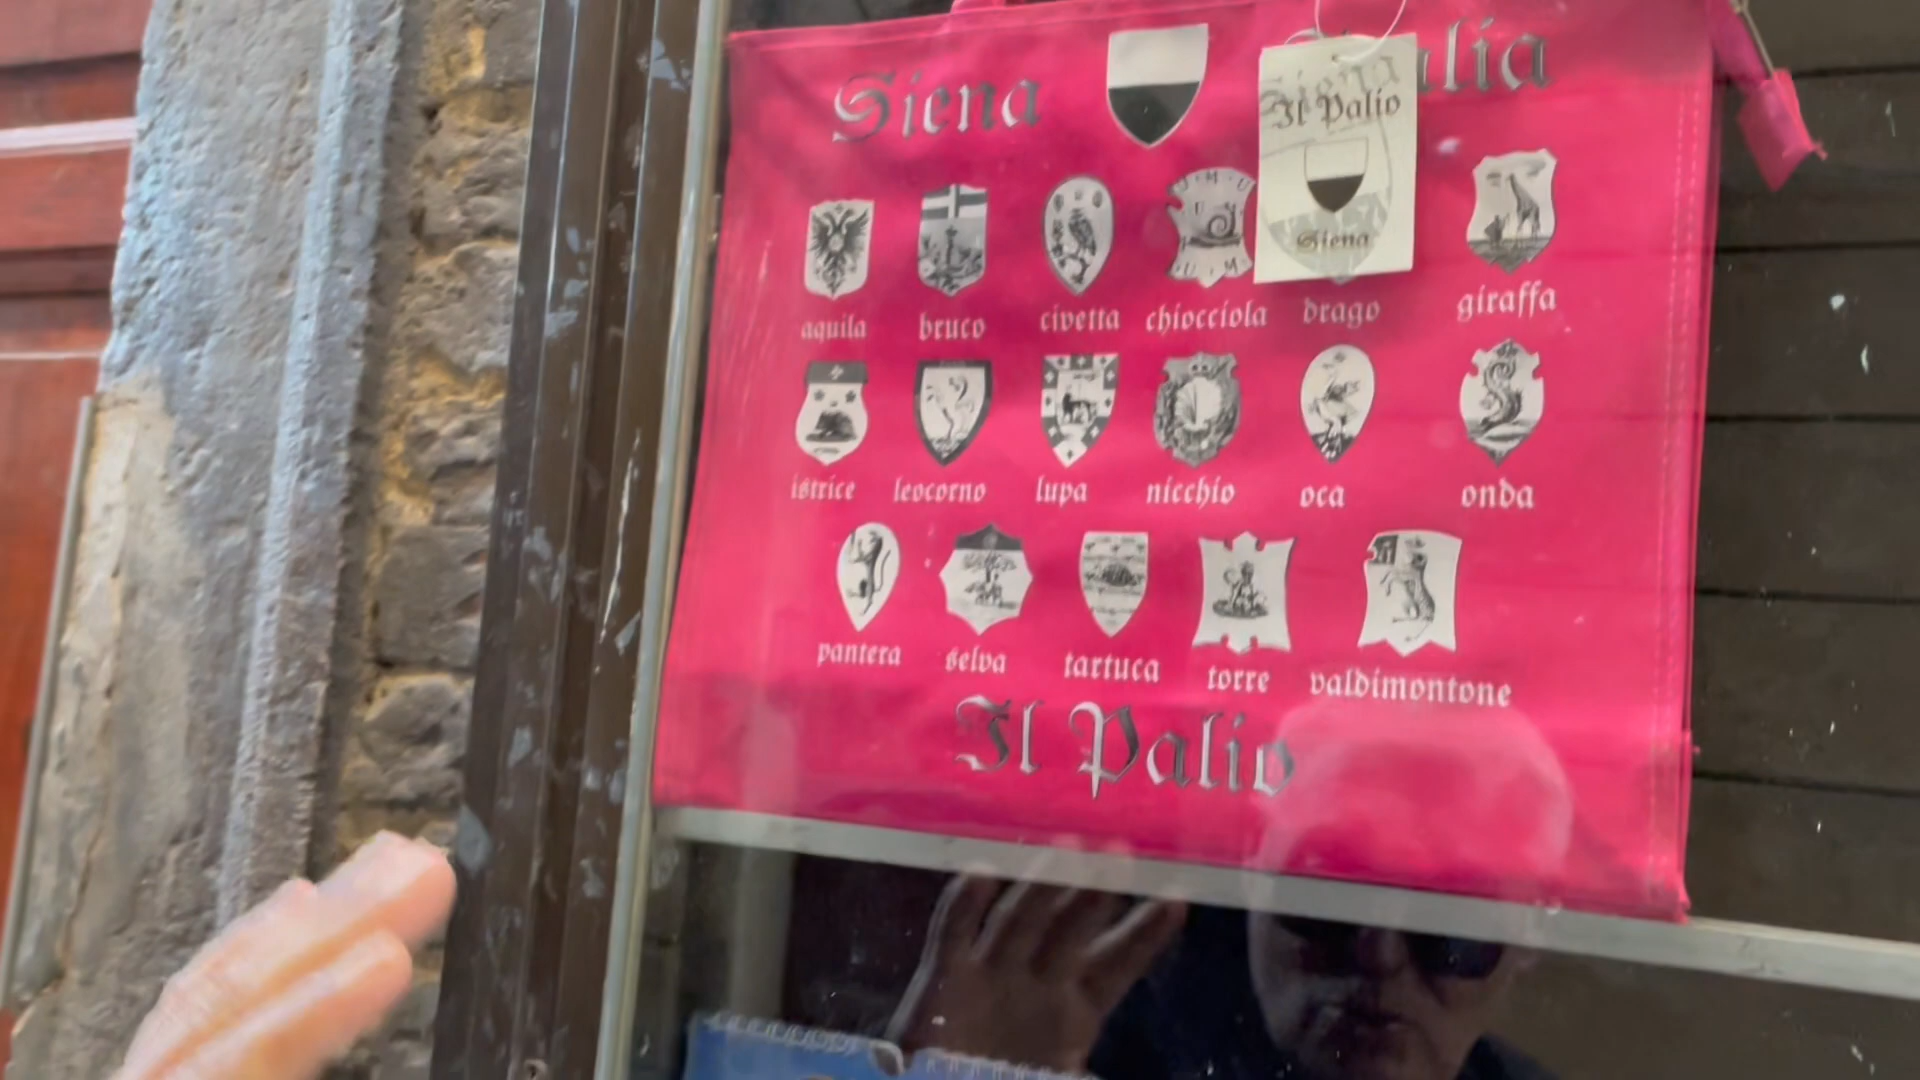 Siena
Il Palio
Siena
aquila bruco civetta chiocciola drago giraffa
istrice leocorno lupa nicchio oca onda
pantera selva tartuca torre valdimontone
Il Palio